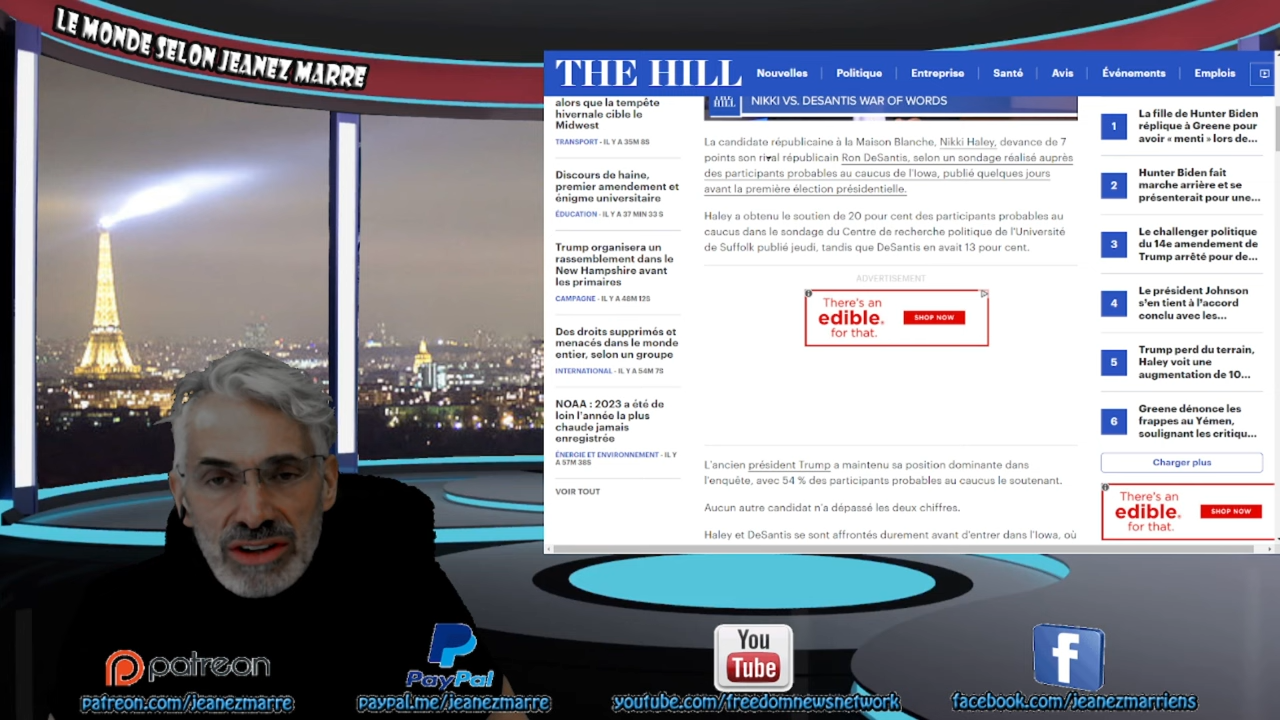 LE MONDE SELON JEANEZ MARRE
THE HILL
Nouvelles
Politique
Entreprise
Santé
Avis
Événements
Emplois
alors que la tempête
hivernale cible le
Midwest
TRANSPORT - IL Y A 35M 8S
Discours de haine,
premier amendement et
énigme universitaire
ÉDUCATION - IL Y A 37 MIN 33 S
Trump organisera un
rassemblement dans le
New Hampshire avant
les primaires
CAMPAGNE - IL Y A 48M 12S
Des droits supprimés et
menacés dans le monde
entier, selon un groupe
INTERNATIONAL - IL Y A 54M 7S
NOAA : 2023 a été de
loin l'année la plus
chaude jamais
enregistrée
ÉNERGIE ET ENVIRONNEMENT - IL Y
A 57M 38S
VOIR TOUT
HILL
NIKKI VS. DESANTIS WAR OF WORDS
La candidate républicaine à la Maison Blanche, Nikki Haley, devance de 7
points son rival républicain Ron DeSantis, selon un sondage réalisé auprès
des participants probables au caucus de l'Iowa, publié quelques jours
avant la première élection présidentielle.
Haley a obtenu le soutien de 20 pour cent des participants probables au
caucus dans le sondage du Centre de recherche politique de l'Université
de Suffolk publié jeudi, tandis que DeSantis en avait 13 pour cent.
ADVERTISEMENT
There's an
edible.
for that.
SHOP NOW
L'ancien président Trump a maintenu sa position dominante dans
l'enquête, avec 54 % des participants probables au caucus le soutenant.
Aucun autre candidat n'a dépassé les deux chiffres.
Haley et DeSantis se sont affrontés durement avant d'entrer dans l'Iowa, où
1
La fille de Hunter Biden
réplique à Greene pour
avoir « menti » lors de...
2
Hunter Biden fait
marche arrière et se
présenterait pour une...
3
Le challenger politique
du 14e amendement de
Trump arrêté pour de...
4
Le président Johnson
s'en tient à l'accord
conclu avec les...
5
Trump perd du terrain,
Haley voit une
augmentation de 10...
6
Greene dénonce les
frappes au Yémen,
soulignant les critiqu...
Charger plus
There's an
edible.
for that.
SHOP NOW
patreon
patreon.com/jeanezmarre
PayPal
paypal.me/jeanezmarre
You
Tube
youtube.com/freedomnewsnetwork
f
facebook.com/jeanezmarriens